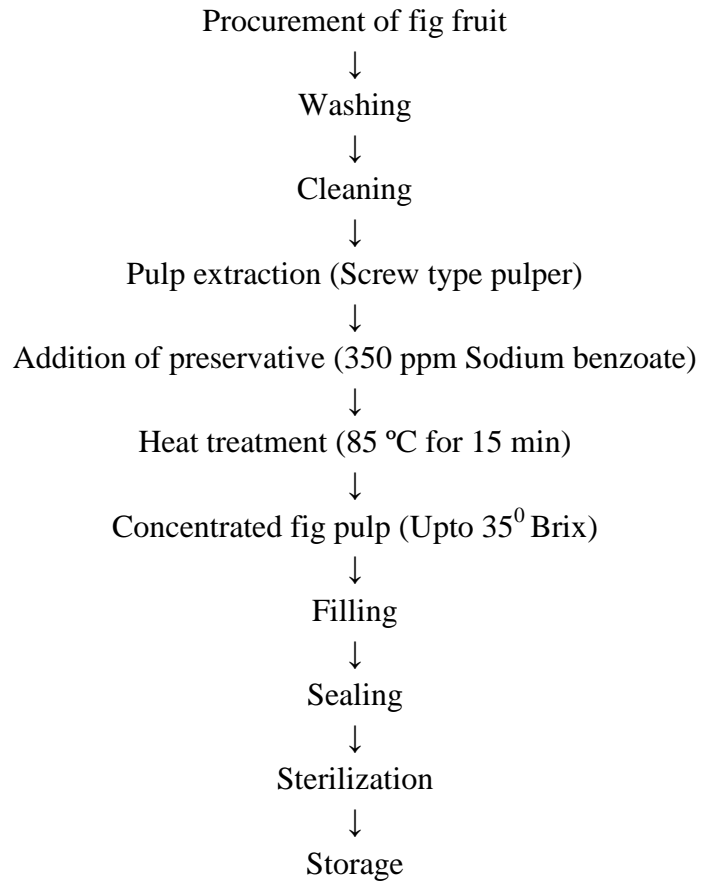 Procurement of fig fruit
↓
Washing
↓
Cleaning
↓
Pulp extraction (Screw type pulper)
↓
Addition of preservative (350 ppm Sodium benzoate)
↓
Heat treatment (85 ºC for 15 min)
↓
Concentrated fig pulp (Upto 35⁰ Brix)
↓
Filling
↓
Sealing
↓
Sterilization
↓
Storage